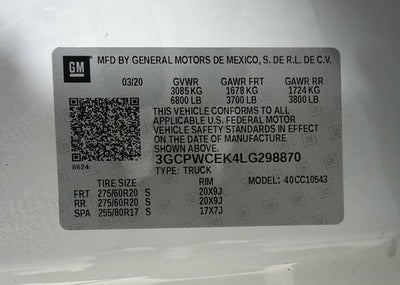 GM MFD BY GENERAL MOTORS DE MEXICO, S. DE R.L. DE C.V.
03/20 GVWR GAWR FRT GAWR RR
3085 KG 1678 KG 1724 KG
6800 LB 3700 LB 3800 LB
THIS VEHICLE CONFORMS TO ALL
APPLICABLE U.S. FEDERAL MOTOR
VEHICLE SAFETY STANDARDS IN EFFECT
ON THE DATE OF MANUFACTURE SHOWN ABOVE.
3GCPWCEK4LG298870
8624 TYPE: TRUCK
TIRE SIZE RIM MODEL: 40CC10543
FRT 275/60R20 S 20X9J
RR 275/60R20 S 20X9J
SPA 255/80R17 S 17X7J